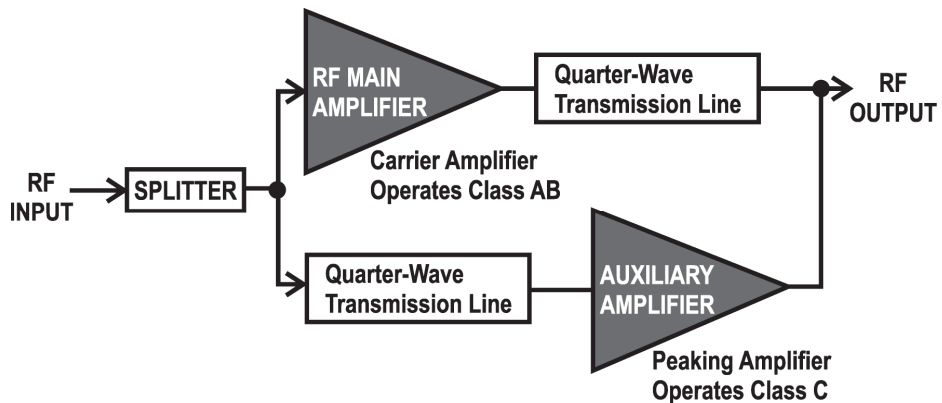 RF MAIN
AMPLIFIER
Quarter-Wave
Transmission Line
RF
OUTPUT
Carrier Amplifier
Operates Class AB
RF
INPUT
SPLITTER
Quarter-Wave
Transmission Line
AUXILIARY
AMPLIFIER
Peaking Amplifier
Operates Class C